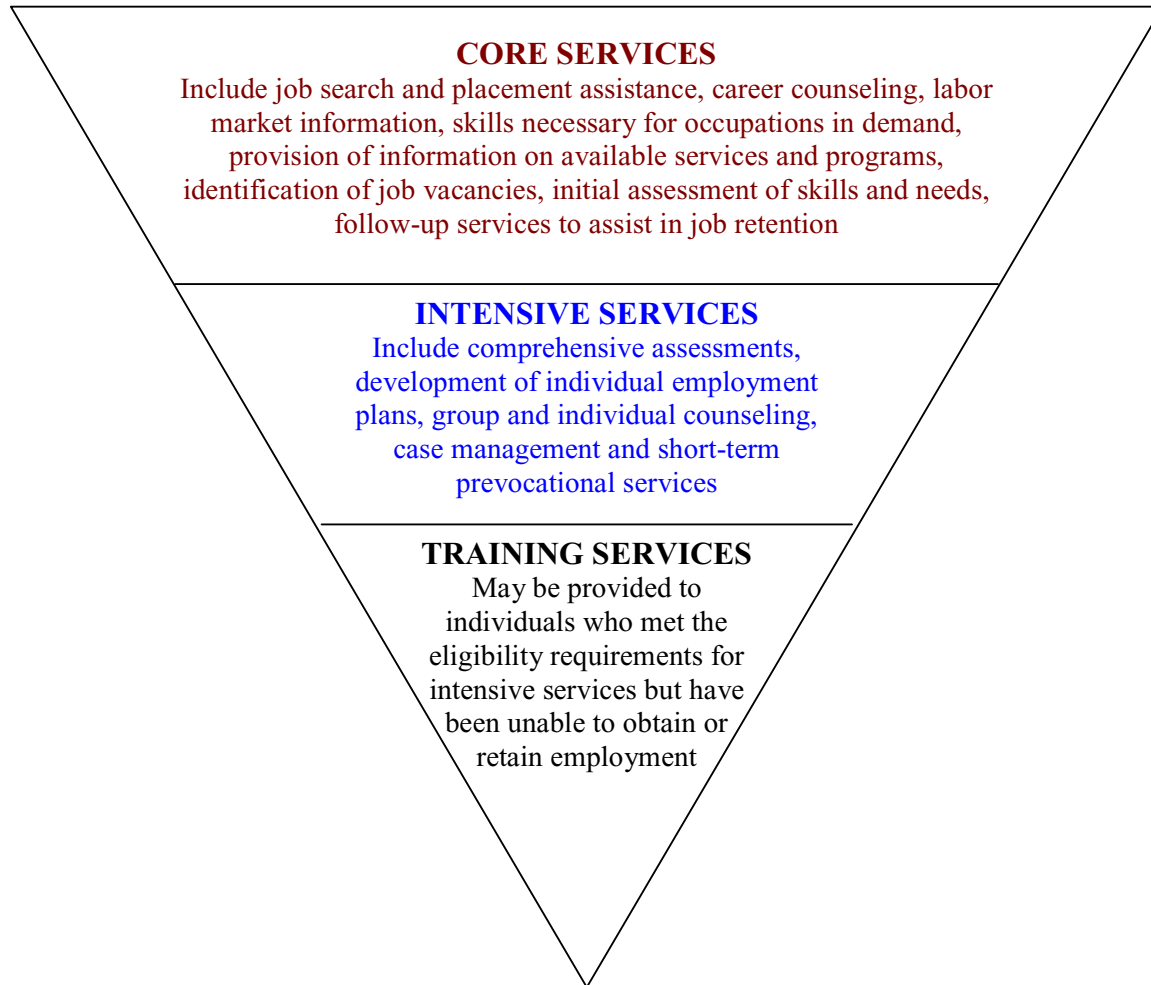 CORE SERVICES
Include job search and placement assistance, career counseling, labor
market information, skills necessary for occupations in demand,
provision of information on available services and programs,
identification of job vacancies, initial assessment of skills and needs,
follow-up services to assist in job retention
INTENSIVE SERVICES
Include comprehensive assessments,
development of individual employment
plans, group and individual counseling,
case management and short-term
prevocational services
TRAINING SERVICES
May be provided to
individuals who met the
eligibility requirements for
intensive services but have
been unable to obtain or
retain employment